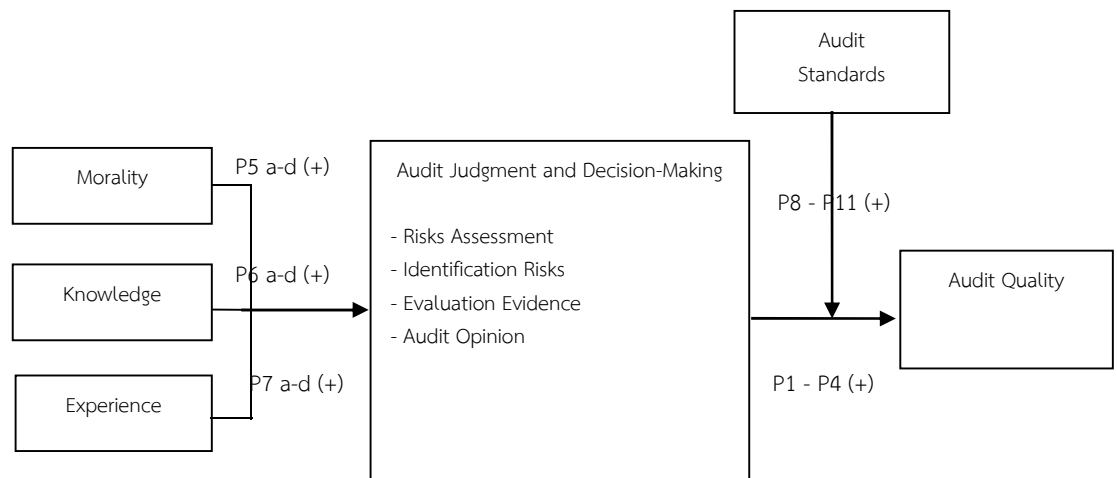 Audit
Standards
Morality
P5 a-d (+)
Audit Judgment and Decision-Making
P8 - P11 (+)
- Risks Assessment
- Identification Risks
- Evaluation Evidence
- Audit Opinion
Knowledge
P6 a-d (+)
Audit Quality
Experience
P7 a-d (+)
P1 - P4 (+)